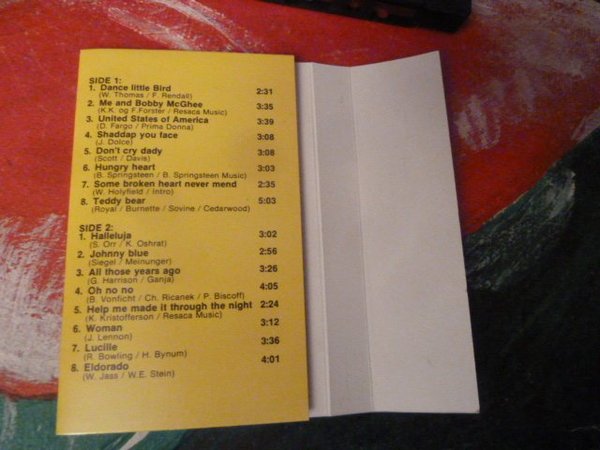 SIDE 1:
1. Dance little Bird 2:31
(W. Thomas / F. Rendall)
2. Me and Bobby McGhee 3:35
(K.K. og F.Forster / Resaca Music)
3. United States of America 3:39
(D. Fargo / Prima Donna)
4. Shaddap you face 3:08
(J. Dolce)
5. Don't cry dady 3:08
(Scott / Davis)
6. Hungry heart 3:03
(B. Springsteen / B. Springsteen Music)
7. Some broken heart never mend 2:35
(W. Holyfield / Intro)
8. Teddy bear 5:03
(Royal / Burnette / Sovine / Cedarwood)
SIDE 2:
1. Halleluja 3:02
(S. Orr / K. Oshrat)
2. Johnny blue 2:56
(Siegel / Meinunger)
3. All those years ago 3:26
(G. Harrison / Ganja)
4. Oh no no 4:05
(B. Vonficht / Ch. Ricanek / P. Biscoff)
5. Help me made it through the night 2:24
(K. Kristofferson / Resaca Music)
6. Woman 3:12
(J. Lennon)
7. Lucille 3:36
(R. Bowling / H. Bynum)
8. Eldorado 4:01
(W. Jass / W.E. Stein)